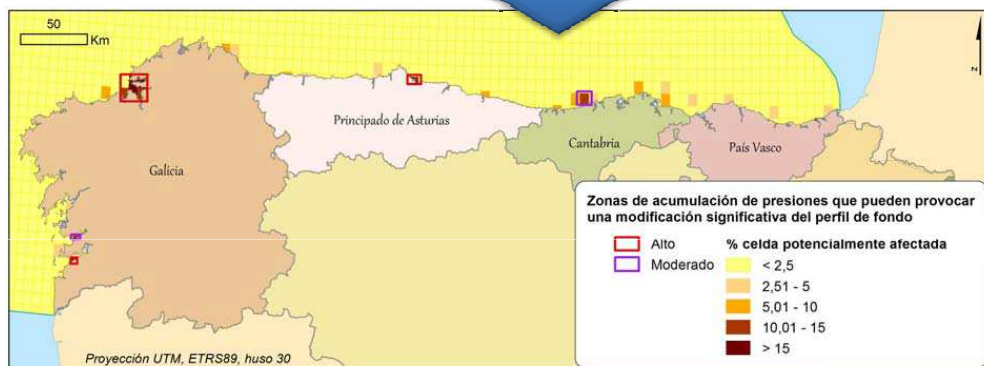 50
Km
z
Principado de Asturias
Cantabria
País Vasco
Galicia
Zonas de acumulación de presiones que pueden provocar
una modificación significativa del perfil de fondo
Alto
Moderado
% celda potencialmente afectada
< 2,5
2,51 - 5
5,01 - 10
10,01 - 15
> 15
Proyección UTM, ETRS89, huso 30